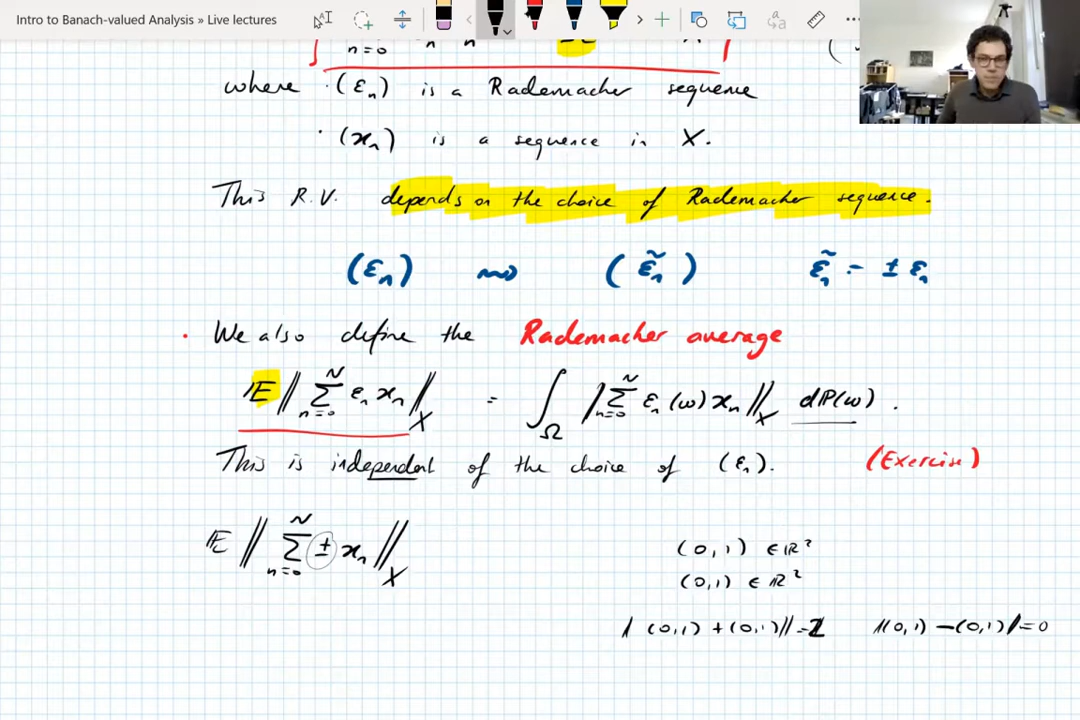 Intro to Banach-valued Analysis » Live lectures
n=0
where · (εₙ) is a Rademacher sequence
· (xₙ) is a sequence in X.
This R.V. depends on the choice of Rademacher sequence.
(εₙ) ⇝ (ε̃ₙ) ε̃ₙ = ± εₙ
· We also define the Rademacher average
𝔼 ‖ ∑_{n=0}^{N} εₙ xₙ ‖_X = ∫_Ω ‖ ∑_{n=0}^{N} εₙ(ω) xₙ ‖_X dℙ(ω).
This is independent of the choice of (εₙ). (Exercise)
𝔼 ‖ ∑_{n=0}^{N} ± xₙ ‖_X
(0,1) ∈ ℝ²
(0,1) ∈ ℝ²
‖(0,1) + (0,1)‖ = 2 ‖(0,1) − (0,1)‖ = 0